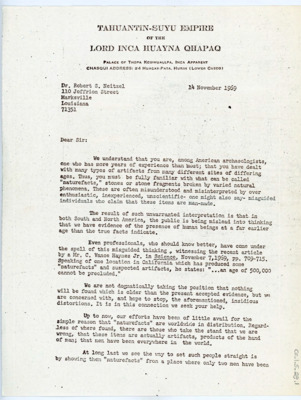 TAHUANTIN-SUYU EMPIRE
OF THE
LORD INCA HUAYNA QHAPAQ
PALACE OF TUOPA RESHWALPA, INCA APPARENT
CHASQUI ADDRESS:
Dr. Robert S. Neitzel
110 Jeffrion Street
Marksville
Louisiana
71351
14 November 1969
Dear Sir:
We understand that you are, among American archaeologists,
one who has more years of experience than most; that you have dealt
with many types of artifacts from many different sites of differing
ages. Thus, you must be fully familiar with what can be called
"naturefacts," stones or stone fragments broken by varied natural
phenomena. These are often misunderstood and misinterpreted by over
enthusiastic, inexperienced, unscientific- one might also say- misguided
individuals who claim that these items are man-made.
The result of such unwarranted interpretation is that in
both South and North America, the public is being mislead into thinking
that we have evidence of the presence of human beings at a far earlier
age than the true facts indicate.
Even professionals, who should know better, have come under
the spell of this misguided thinking, witnessing the recent article
by a Mr. C. Vance Haynes Jr. in Science, November 7, 1969, pp. 709-715.
Speaking of one location in California which has produced some
"naturefacts" and suspected artifacts, he states: "...an age of 500,000
cannot be precluded."
We are not dogmatically taking the position that nothing
will be found which is older than the present accepted evidence, but we
are concerned with, and hope to stop, the aforementioned, insidious
distortions. It is in this connection we seek your help.
Up to now, our efforts have been of little avail for the
simple reason that "naturefacts" are worldwide in distribution. Regard-
less of where found, there are those who take the stand that we are
wrong, that these items are actually artifacts, products of the hand
of man; that men have been everywhere in the world.
At long last we see the way to set such people straight is
by showing them "naturefacts" from a place where only two men have been